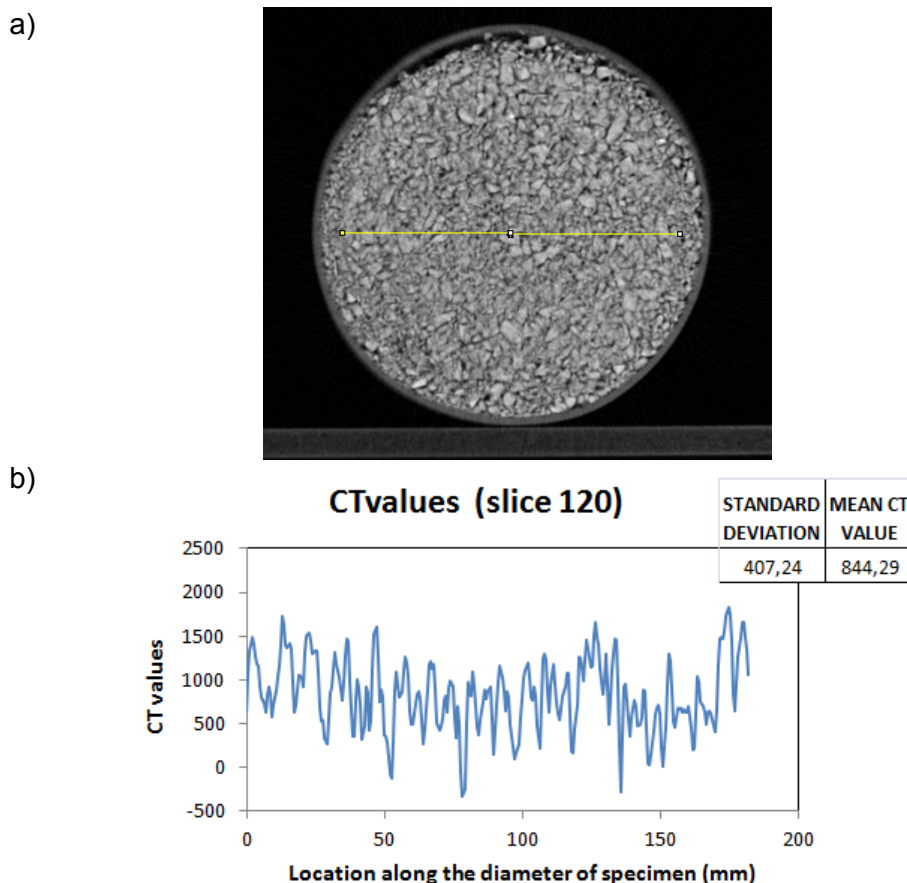 a)
b)
CTvalues (slice 120)
STANDARD DEVIATION
MEAN CT VALUE
407,24
844,29
2500
2000
1500
1000
500
0
-500
CT values
0
50
100
150
200
Location along the diameter of specimen (mm)